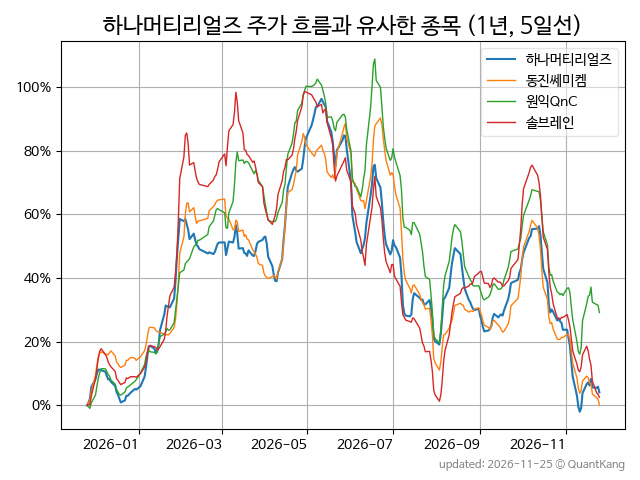 하나머티리얼즈 주가 흐름과 유사한 종목 (1년, 5일선)
하나머티리얼즈
동진쎄미켐
원익QnC
솔브레인
100%
80%
60%
40%
20%
0%
2026-01 2026-03 2026-05 2026-07 2026-09 2026-11
updated: 2026-11-25 © QuantKang